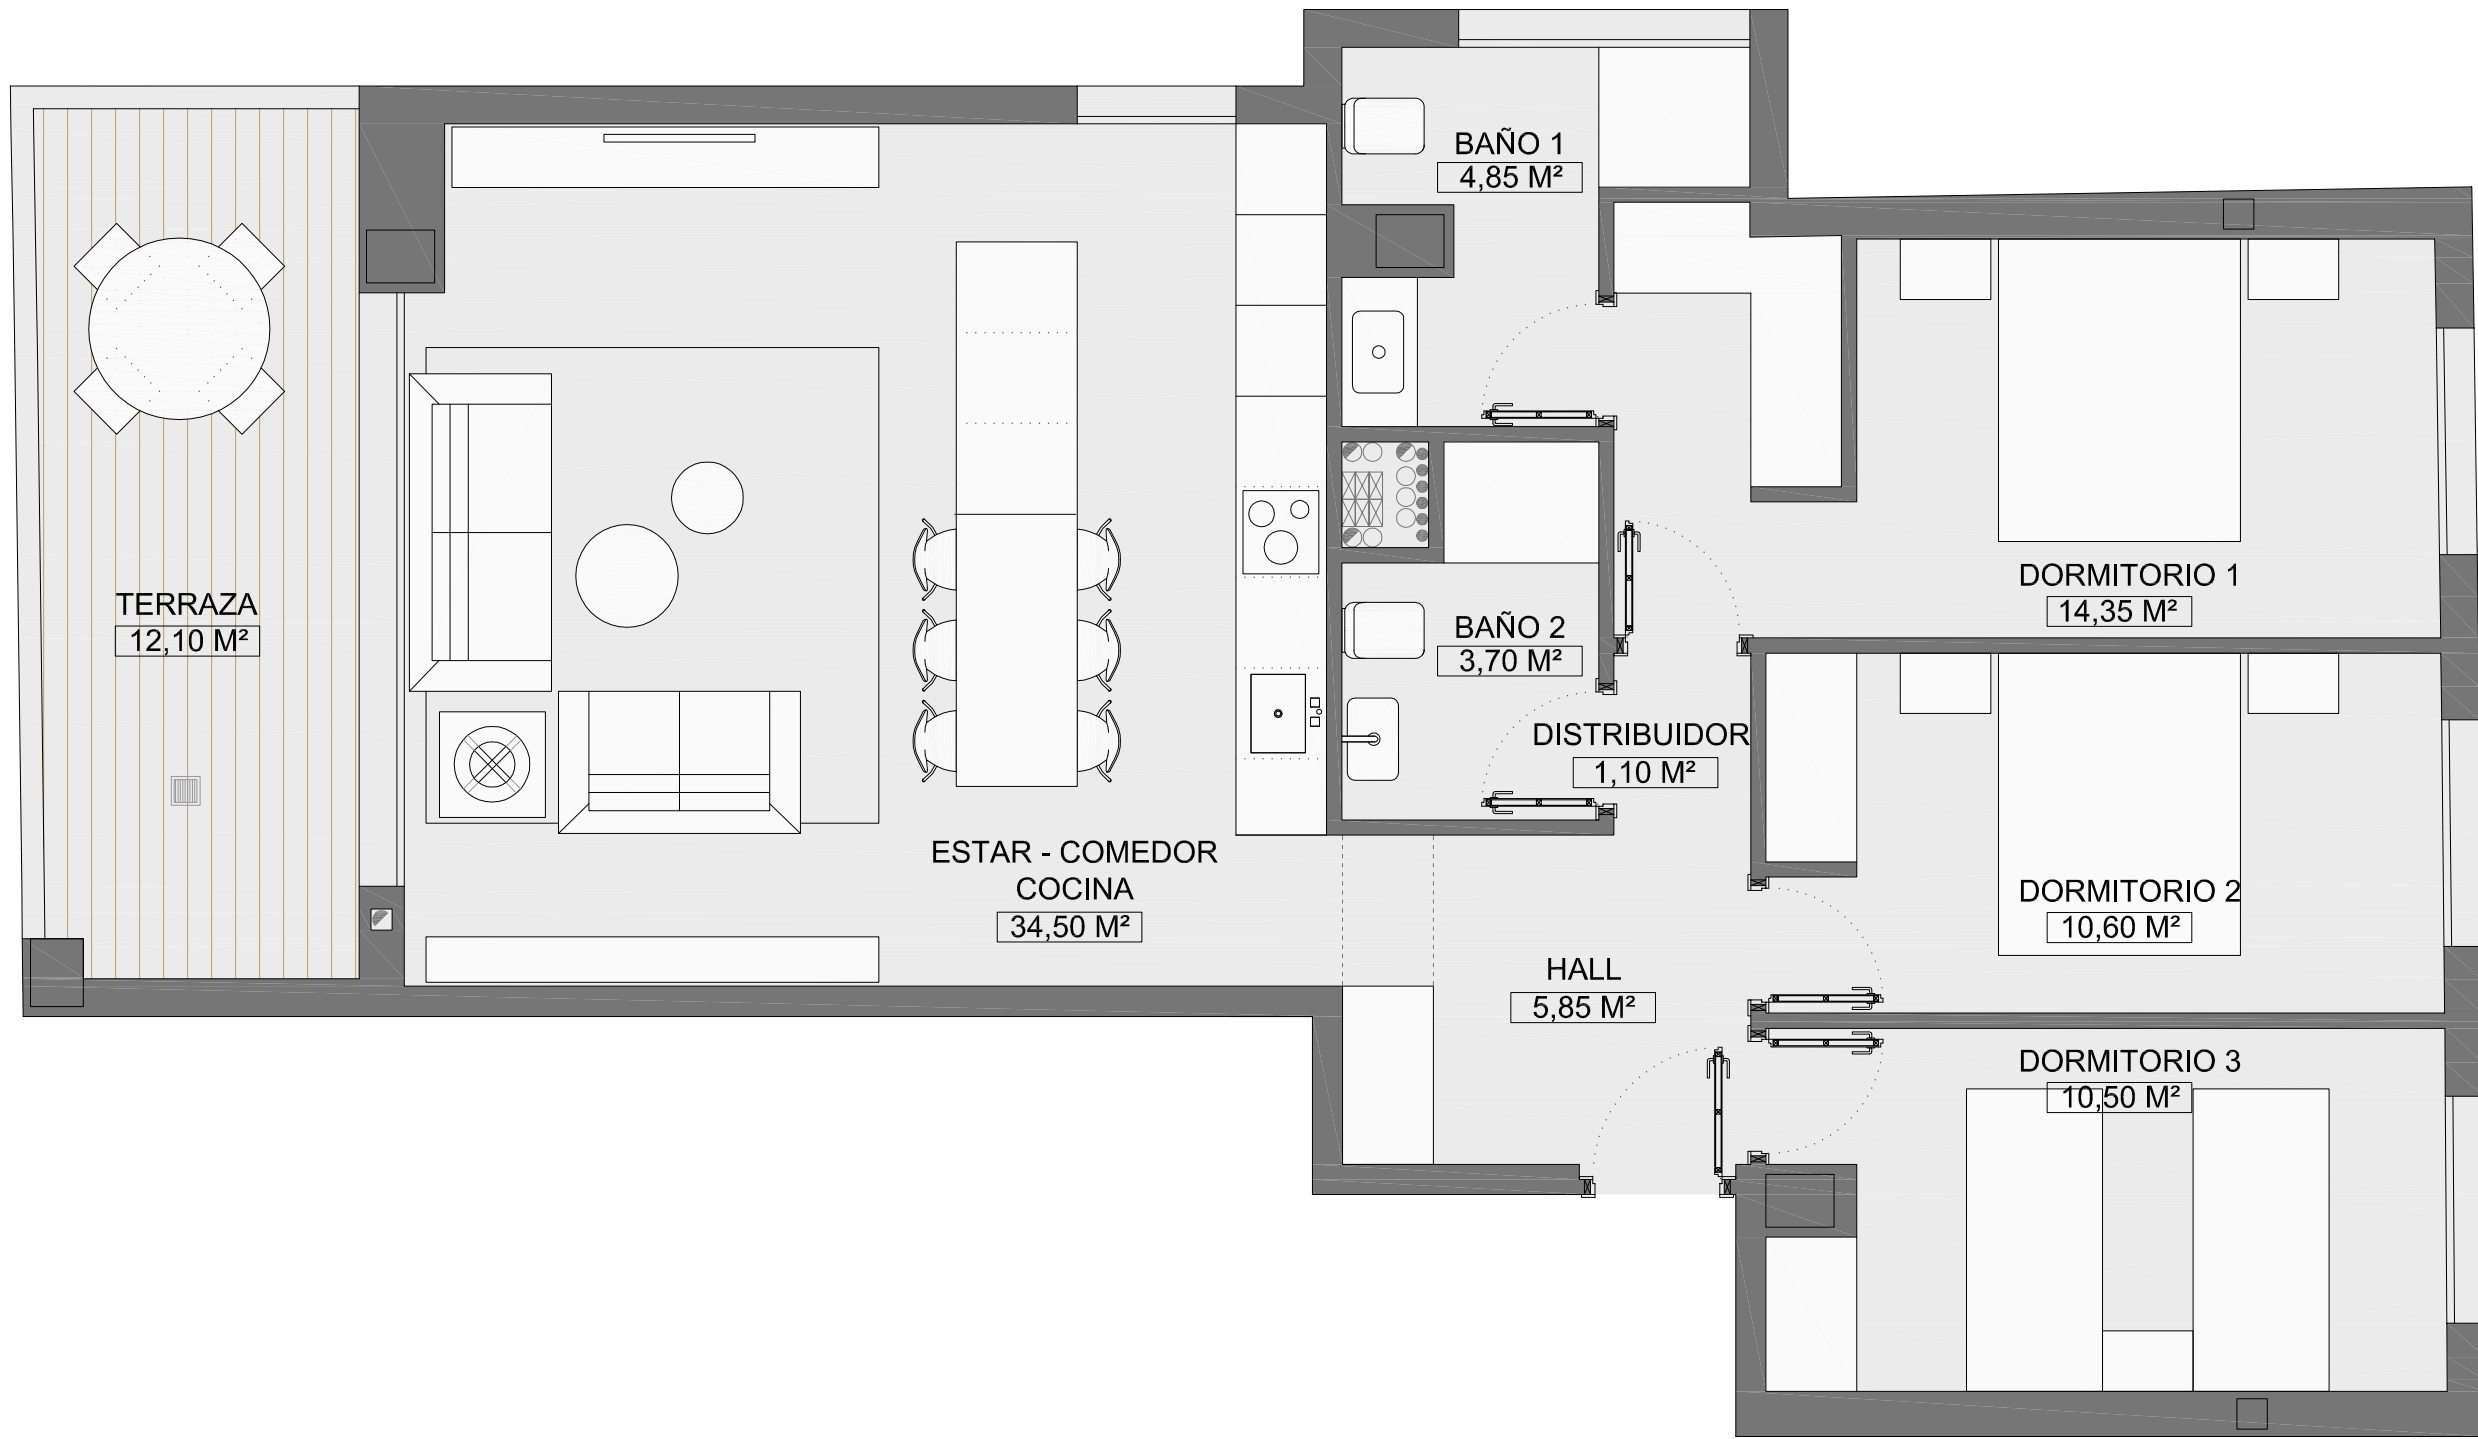 BAÑO 1
4,85 M²
TERRAZA
12,10 M²
DORMITORIO 1
14,35 M²
BAÑO 2
3,70 M²
DISTRIBUIDOR
1,10 M²
ESTAR - COMEDOR
COCINA
34,50 M²
DORMITORIO 2
10,60 M²
HALL
5,85 M²
DORMITORIO 3
10,50 M²